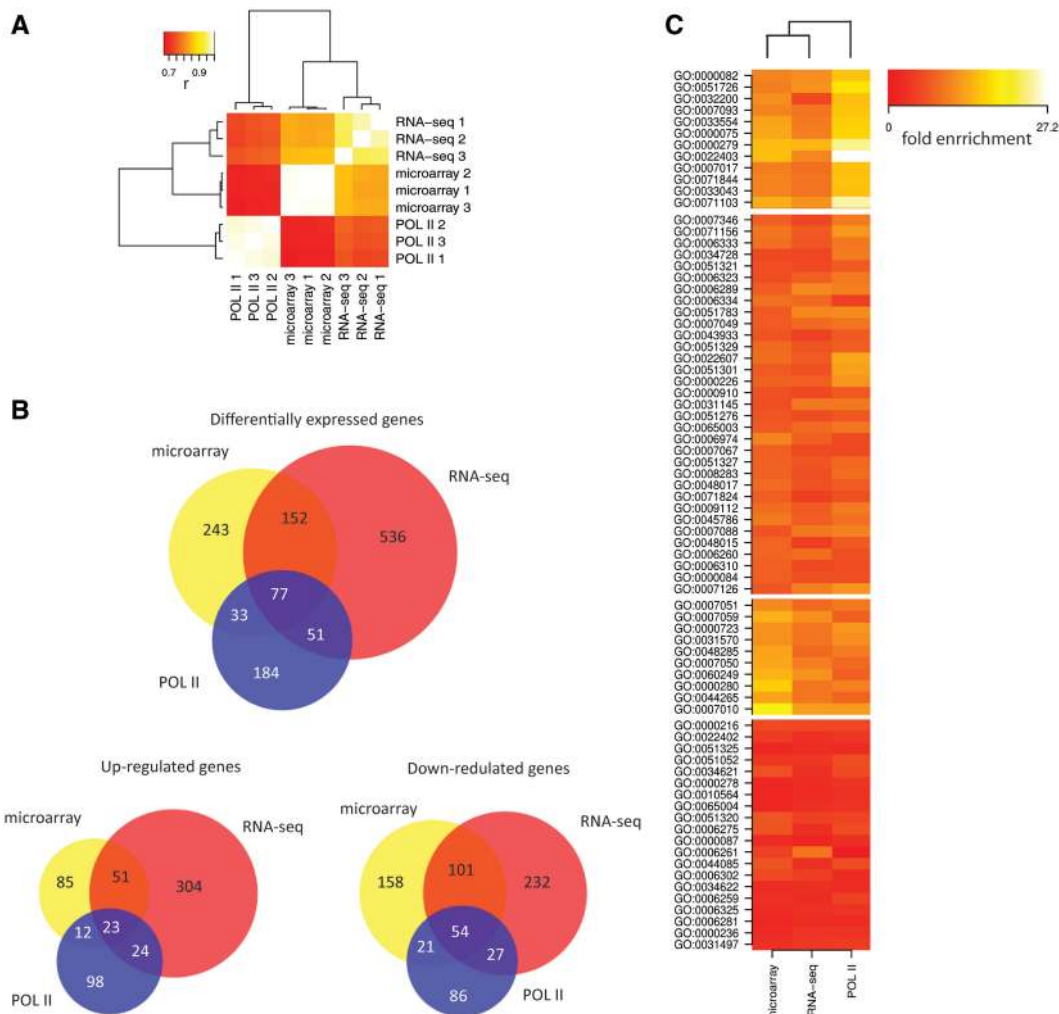 A
0.7 0.9
r
RNA-seq 1
RNA-seq 2
RNA-seq 3
microarray 2
microarray 1
microarray 3
POL II 2
POL II 3
POL II 1
POL II 1
POL II 3
POL II 2
microarray 3
microarray 1
microarray 2
RNA-seq 3
RNA-seq 2
RNA-seq 1
B
Differentially expressed genes
microarray
RNA-seq
243
152
536
77
33
51
184
POL II
Up-regulated genes
microarray
RNA-seq
85
51
304
12
23
24
98
POL II
Down-redulated genes
microarray
RNA-seq
158
101
232
54
21
27
86
POL II
C
0 27.2
fold enrrichment
GO:0000082
GO:0051726
GO:0032200
GO:0007093
GO:0033554
GO:0000075
GO:0000279
GO:0022403
GO:0007017
GO:0071844
GO:0033043
GO:0071103
GO:0007346
GO:0071156
GO:0006333
GO:0034728
GO:0051321
GO:0006323
GO:0006289
GO:0006334
GO:0051783
GO:0007049
GO:0043933
GO:0051329
GO:0022607
GO:0051301
GO:0000226
GO:0000910
GO:0031145
GO:0051276
GO:0065003
GO:0006974
GO:0007067
GO:0051327
GO:0008283
GO:0048017
GO:0071824
GO:0009112
GO:0045786
GO:0007088
GO:0048015
GO:0006260
GO:0006310
GO:0000084
GO:0007126
GO:0007051
GO:0007059
GO:0000723
GO:0031570
GO:0048285
GO:0007050
GO:0060249
GO:0000280
GO:0044265
GO:0007010
GO:0000216
GO:0022402
GO:0051325
GO:0051052
GO:0034621
GO:0000278
GO:0010564
GO:0065004
GO:0051320
GO:0006275
GO:0000087
GO:0006261
GO:0044085
GO:0006302
GO:0034622
GO:0006259
GO:0006325
GO:0006281
GO:0000236
GO:0031497
microarray
RNA-seq
POL II